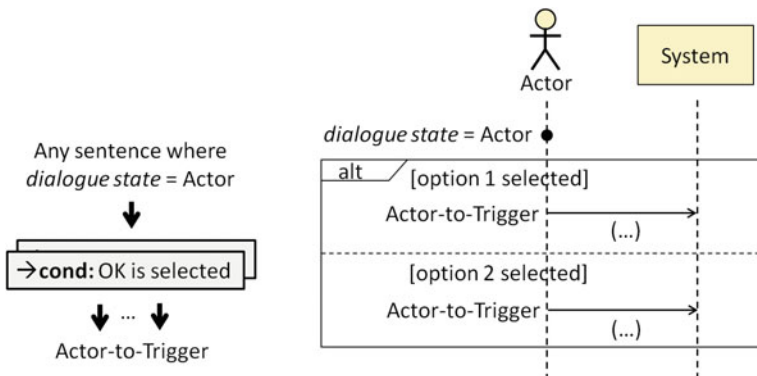 Any sentence where
dialogue state = Actor
→cond: OK is selected
...
Actor-to-Trigger
Actor
System
dialogue state = Actor
alt
[option 1 selected]
Actor-to-Trigger
(...)
[option 2 selected]
Actor-to-Trigger
(...)